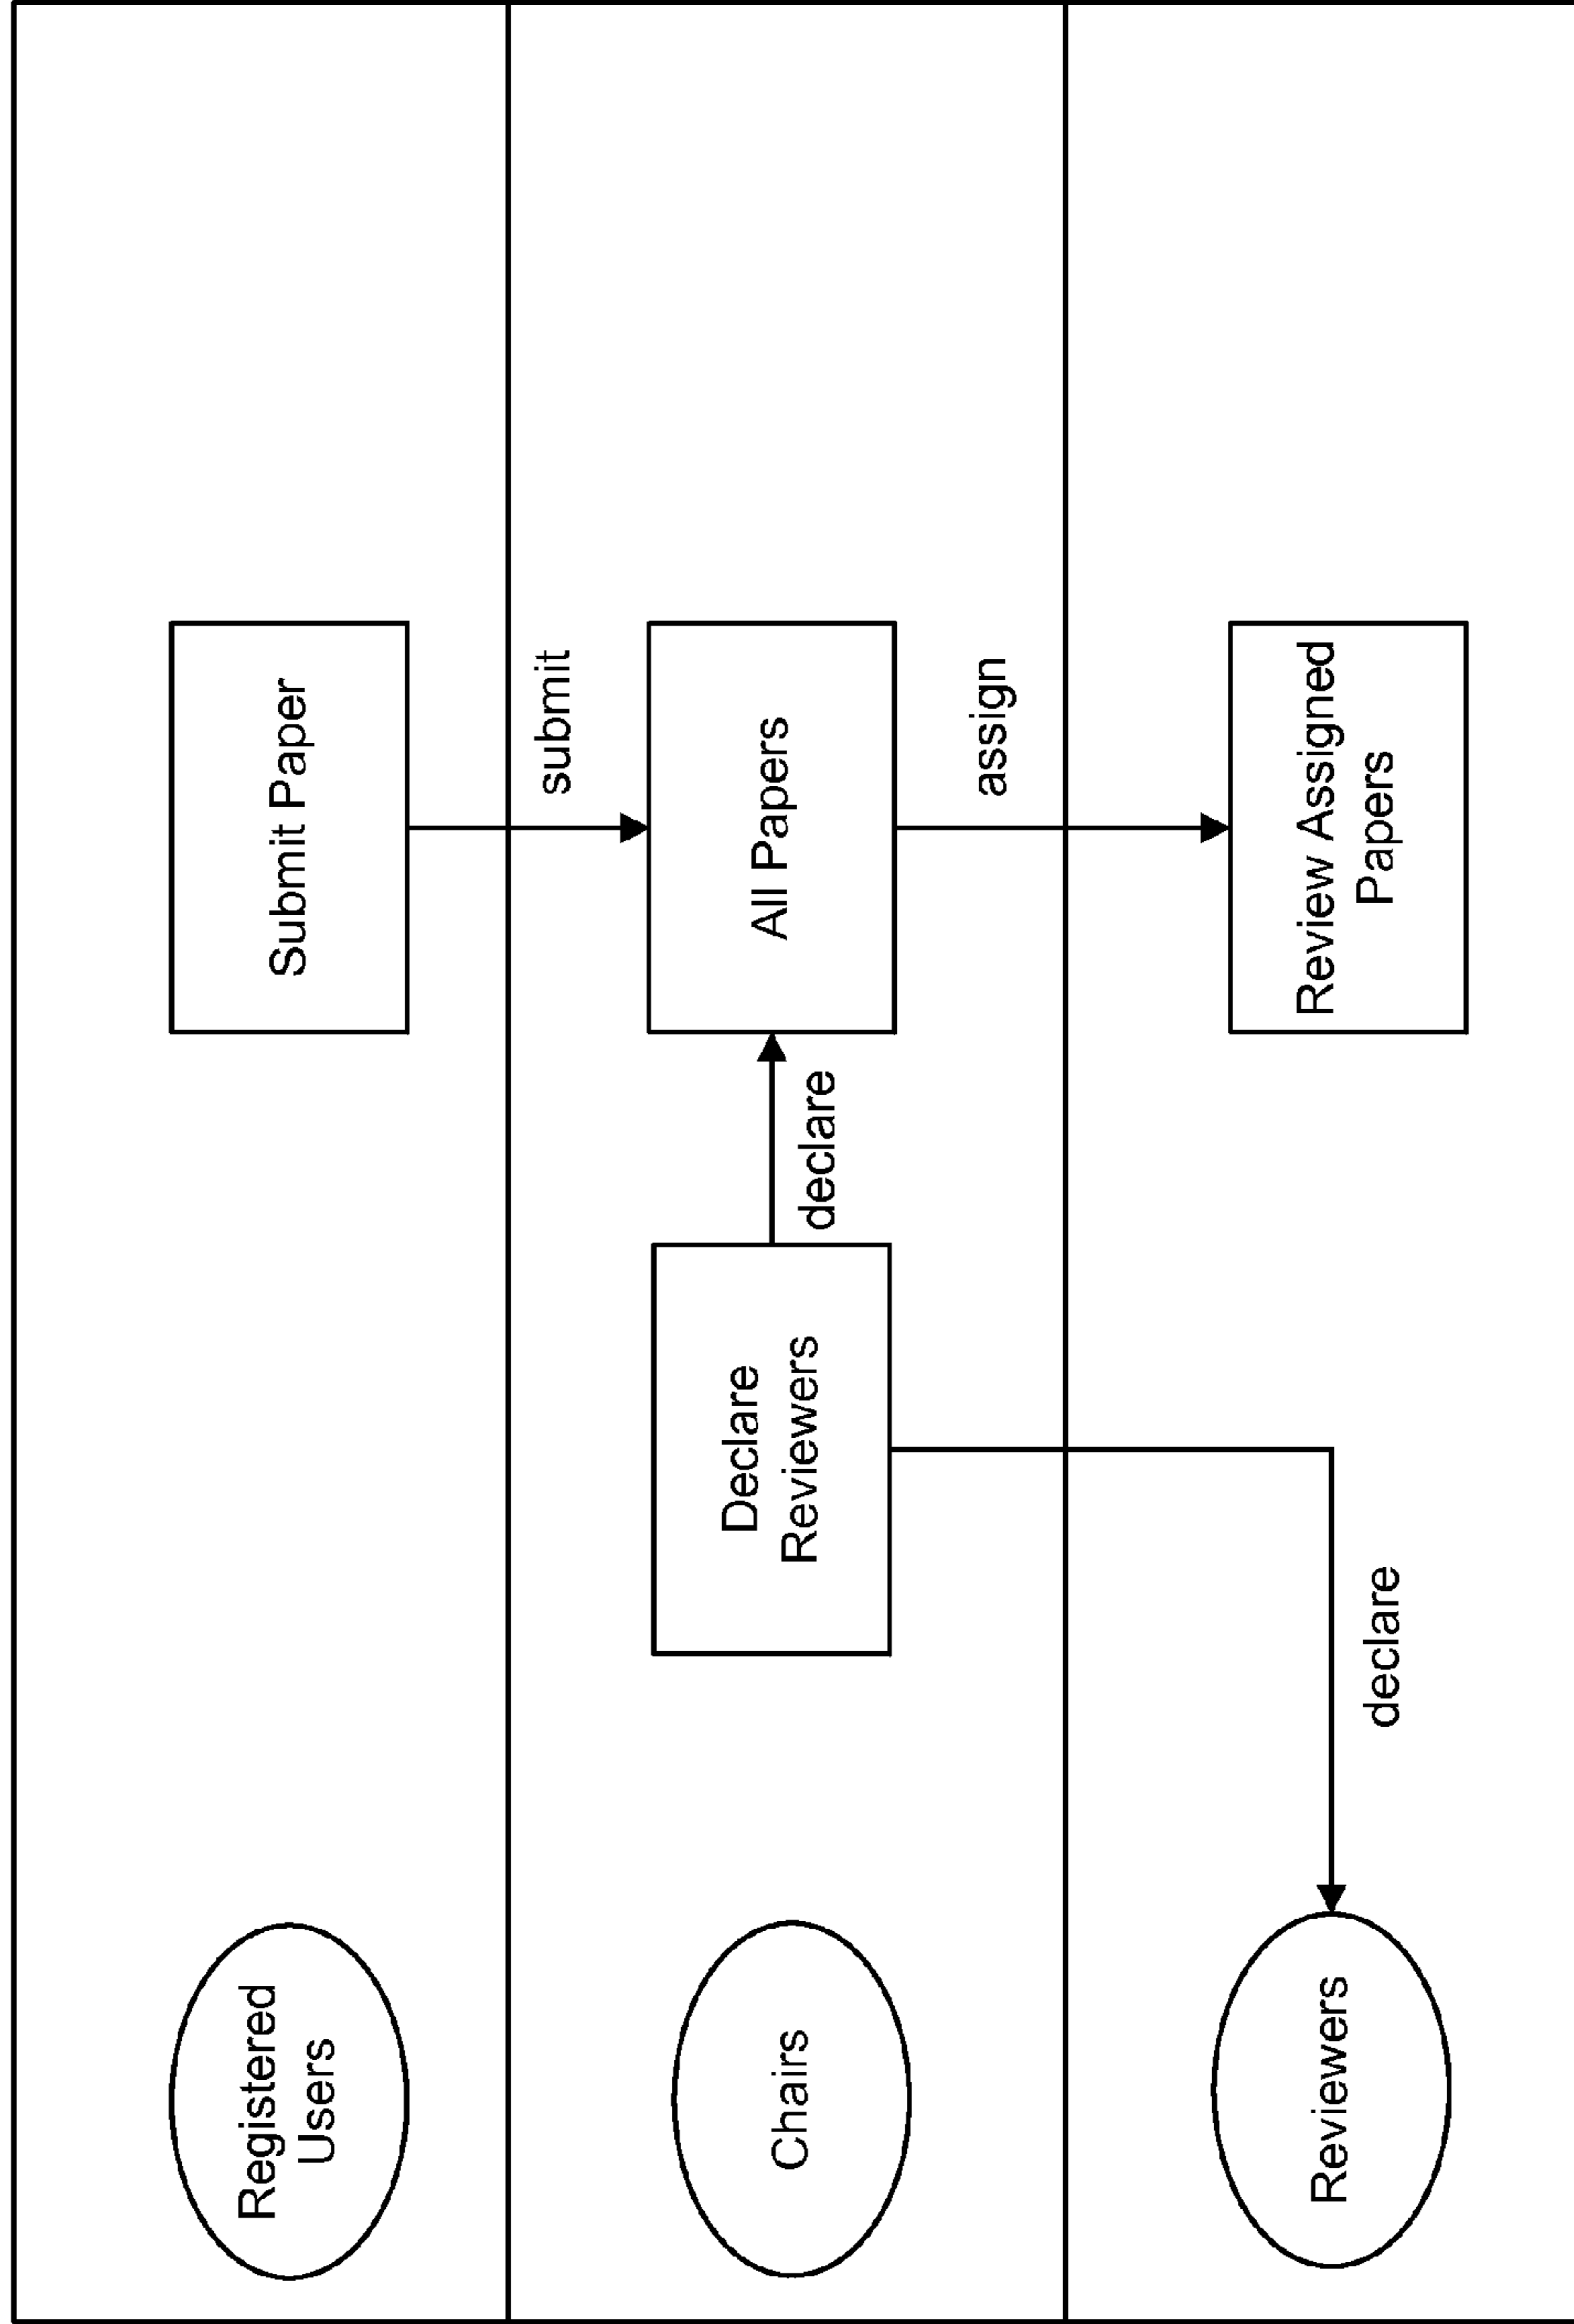 Registered
Users
Submit Paper
submit
Chairs
Declare
Reviewers
declare
All Papers
assign
Reviewers
declare
Review Assigned
Papers